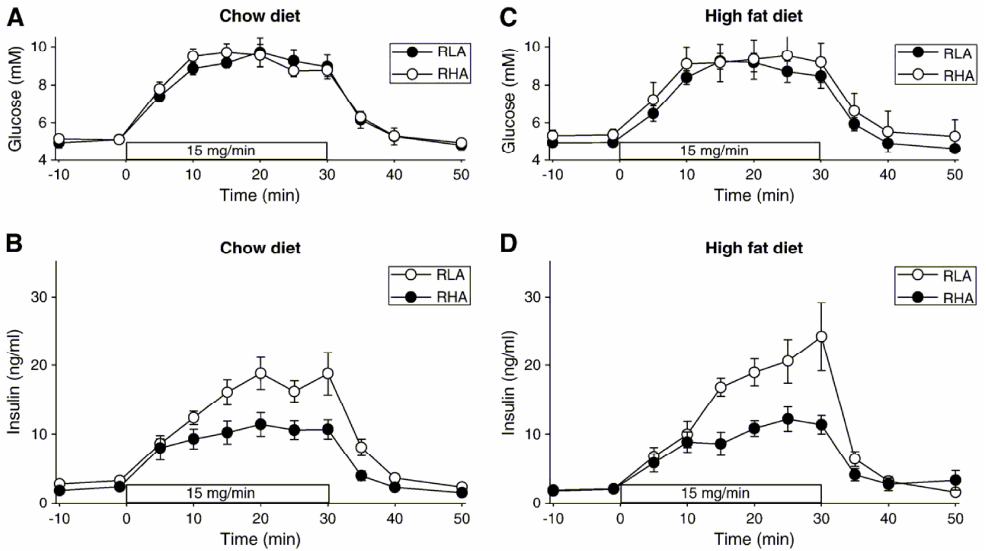 A
Chow diet
Glucose (mM)
10
8
6
4
RLA
RHA
15 mg/min
-10 0 10 20 30 40 50
Time (min)
C
High fat diet
Glucose (mM)
10
8
6
4
RLA
RHA
15 mg/min
-10 0 10 20 30 40 50
Time (min)
B
Chow diet
Insulin (ng/ml)
30
20
10
0
RLA
RHA
15 mg/min
-10 0 10 20 30 40 50
Time (min)
D
High fat diet
Insulin (ng/ml)
30
20
10
0
RLA
RHA
15 mg/min
-10 0 10 20 30 40 50
Time (min)